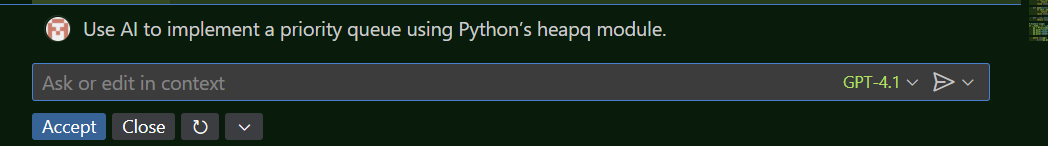 Use AI to implement a priority queue using Python’s heapq module.
Ask or edit in context GPT-4.1
Accept Close